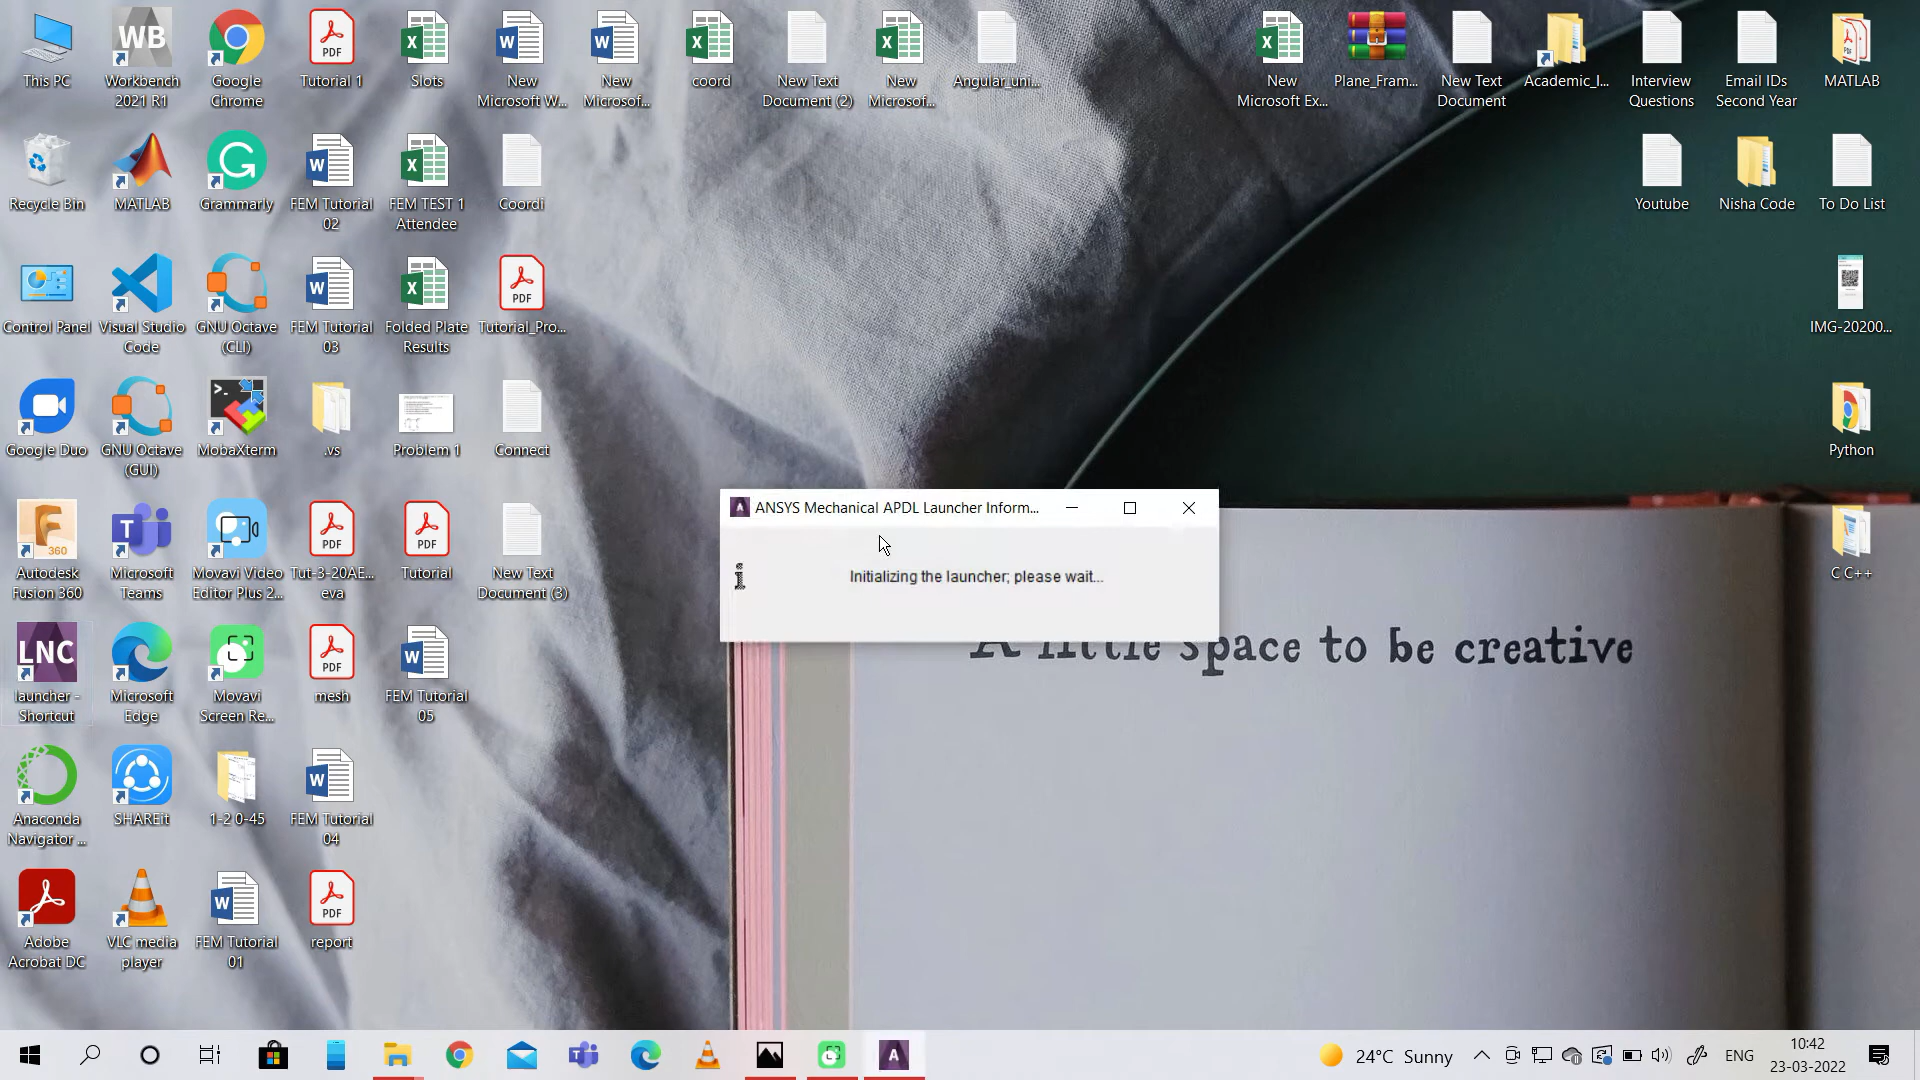 This PC
WB
Workbench
2021 R1
Google
Chrome
PDF
Tutorial 1
Slots
New
Microsoft W...
New
Microsof...
coord
New Text
Document (2)
New
Microsof...
Angular_uni...
New
Microsoft Ex...
Plane_Fram...
New Text
Document
Academic_I...
Interview
Questions
Email IDs
Second Year
MATLAB
Recycle Bin
MATLAB
Grammarly
FEM Tutorial
02
FEM TEST 1
Attendee
Coordi
Youtube
Nisha Code
To Do List
Control Panel
Visual Studio
Code
GNU Octave
(CLI)
FEM Tutorial
03
Folded Plate
Results
PDF
Tutorial_Pro...
IMG-20200...
Google Duo
GNU Octave
(GUI)
MobaXterm
.vs
Problem 1
Connect
Python
ANSYS Mechanical APDL Launcher Inform...
Initializing the launcher; please wait...
360
Autodesk
Fusion 360
Microsoft
Teams
Movavi Video
Editor Plus 2...
PDF
Tut-3-20AE...
eva
PDF
Tutorial
New Text
Document (3)
C C++
A little space to be creative
LNC
launcher -
Shortcut
Microsoft
Edge
Movavi
Screen Re...
PDF
mesh
FEM Tutorial
05
Anaconda
Navigator ...
SHAREit
1-2 0-45
FEM Tutorial
04
Adobe
Acrobat DC
VLC media
player
FEM Tutorial
01
PDF
report
24°C Sunny
ENG
10:42
23-03-2022